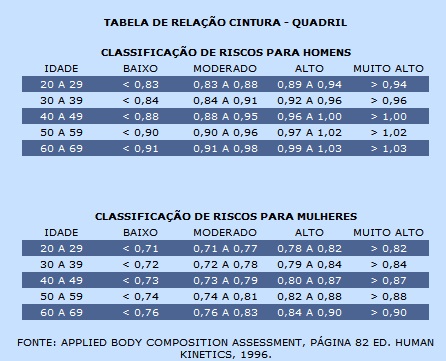 TABELA DE RELAÇÃO CINTURA - QUADRIL
CLASSIFICAÇÃO DE RISCOS PARA HOMENS
IDADE BAIXO MODERADO ALTO MUITO ALTO
20 A 29 < 0,83 0,83 A 0,88 0,89 A 0,94 > 0,94
30 A 39 < 0,84 0,84 A 0,91 0,92 A 0,96 > 0,96
40 A 49 < 0,88 0,88 A 0,95 0,96 A 1,00 > 1,00
50 A 59 < 0,90 0,90 A 0,96 0,97 A 1,02 > 1,02
60 A 69 < 0,91 0,91 A 0,98 0,99 A 1,03 > 1,03
CLASSIFICAÇÃO DE RISCOS PARA MULHERES
IDADE BAIXO MODERADO ALTO MUITO ALTO
20 A 29 < 0,71 0,71 A 0,77 0,78 A 0,82 > 0,82
30 A 39 < 0,72 0,72 A 0,78 0,79 A 0,84 > 0,84
40 A 49 < 0,73 0,73 A 0,79 0,80 A 0,87 > 0,87
50 A 59 < 0,74 0,74 A 0,81 0,82 A 0,88 > 0,88
60 A 69 < 0,76 0,76 A 0,83 0,84 A 0,90 > 0,90
FONTE: APPLIED BODY COMPOSITION ASSESSMENT, PÁGINA 82 ED. HUMAN
KINETICS, 1996.